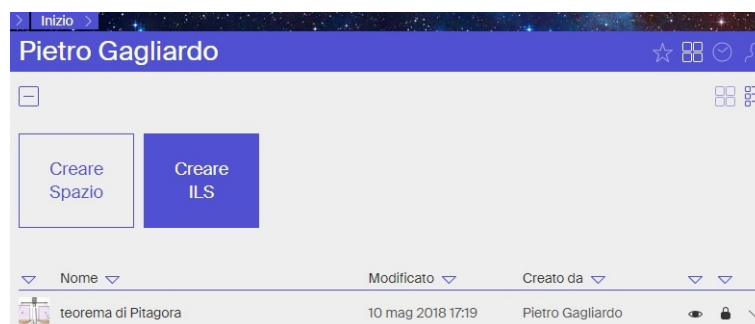 Inizio
Pietro Gagliardo
Creare
Spazio
Creare
ILS
Nome Modificato Creato da
teorema di Pitagora 10 mag 2018 17:19 Pietro Gagliardo